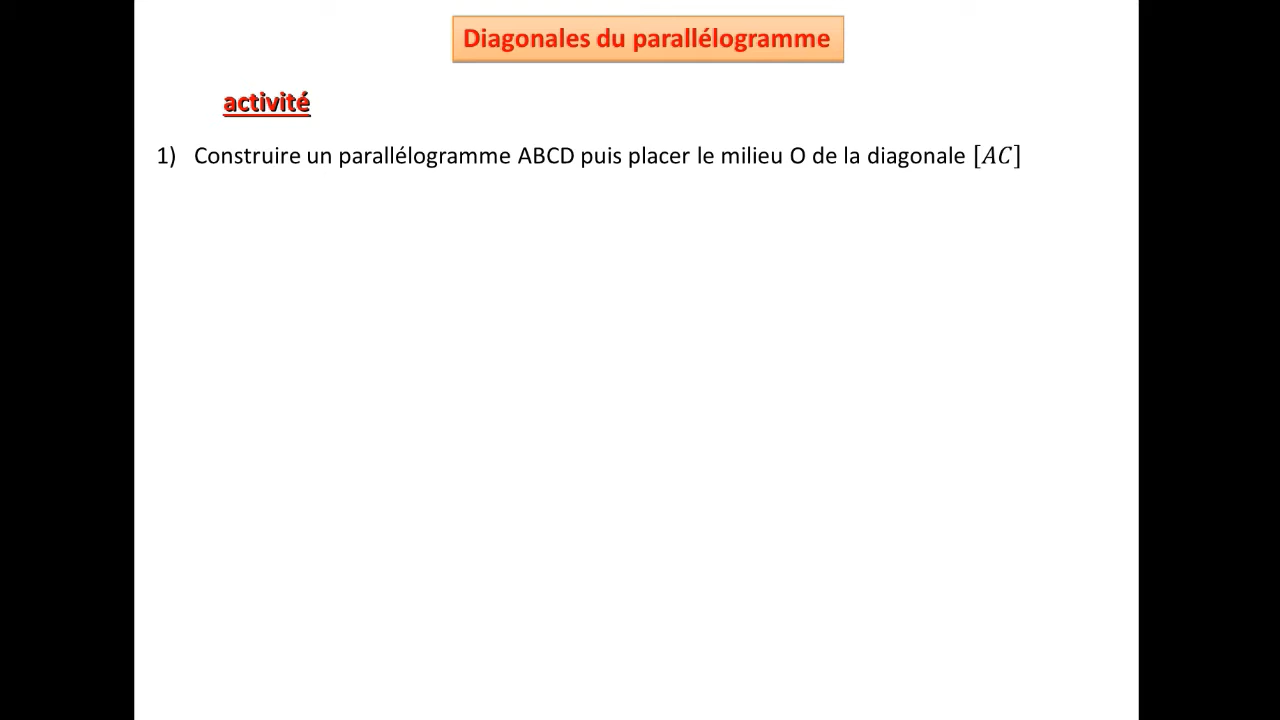 Diagonales du parallélogramme
activité
1) Construire un parallélogramme ABCD puis placer le milieu O de la diagonale [AC]